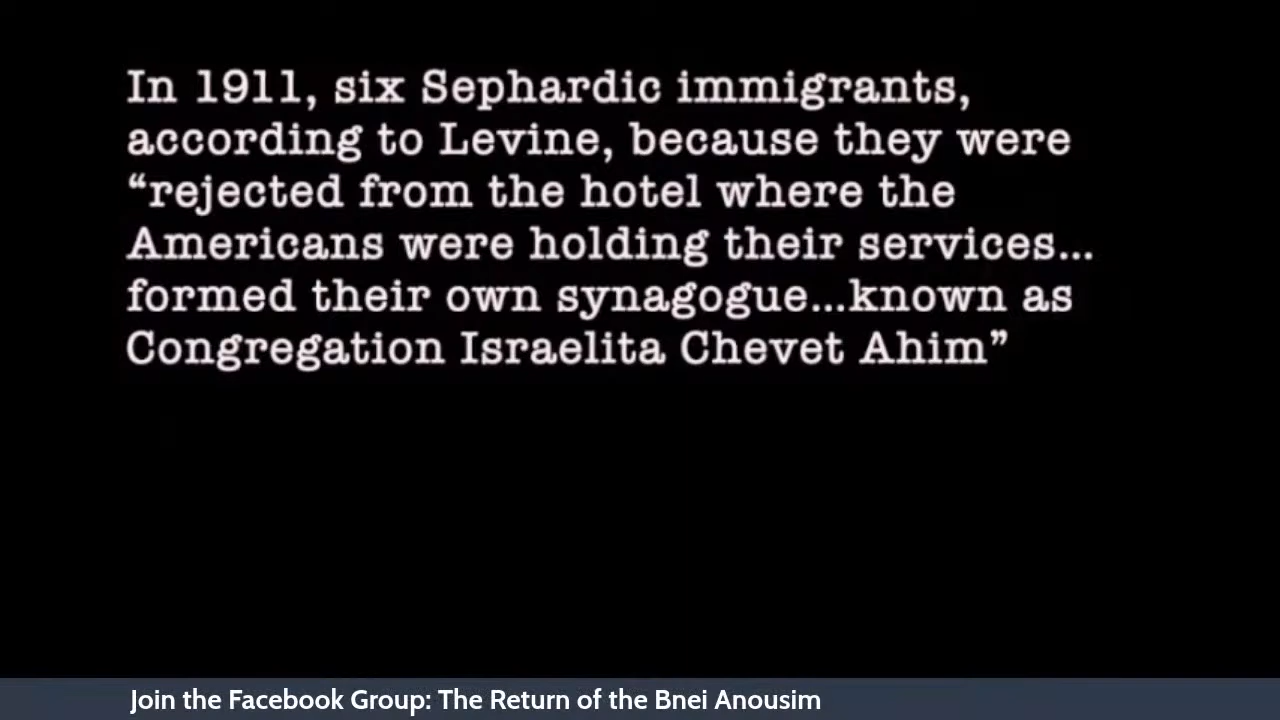 In 1911, six Sephardic immigrants,
according to Levine, because they were
“rejected from the hotel where the
Americans were holding their services...
formed their own synagogue...known as
Congregation Israelita Chevet Ahim”
Join the Facebook Group: The Return of the Bnei Anousim